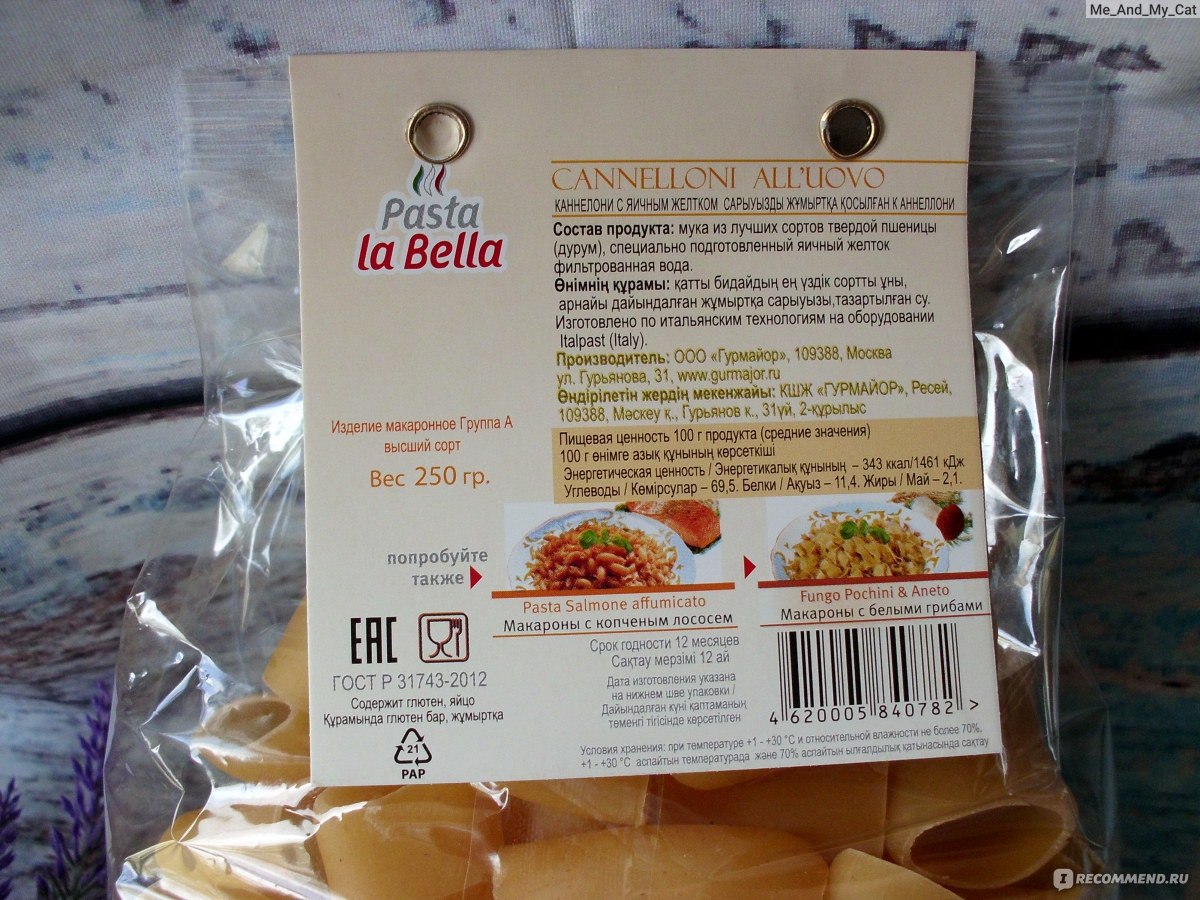 Me_And_My_Cat
Pasta
la Bella
CANNELLONI ALL'UOVO
КАННЕЛОНИ С ЯИЧНЫМ ЖЕЛТКОМ САРЫУЫЗДЫ ЖҰМЫРТҚА ҚОСЫЛҒАН К АННЕЛЛОНИ
Состав продукта: мука из лучших сортов твердой пшеницы
(дурум), специально подготовленный яичный желток
фильтрованная вода.
Өнімнің құрамы: қатты бидайдың ең үздік сортты ұны,
арнайы дайындалған жұмыртқа сарыуызы,тазартылған су.
Изготовлено по итальянским технологиям на оборудовании
Italpast (Italy).
Производитель: ООО «Гурмайор», 109388, Москва
ул. Гурьянова, 31, www.gurmajor.ru
Өндірілетін жердің мекенжайы: КШЖ «ГУРМАЙОР», Ресей,
109388, Мәскеу қ., Гурьянов к., 31үй, 2-құрылыс
Изделие макаронное Группа А
высший сорт
Вес 250 гр.
Пищевая ценность 100 г продукта (средние значения)
100 г өнімге азық құнының көрсеткіші
Энергетическая ценность / Энергетикалық құнының – 343 ккал/1461 кДж
Углеводы / Көмірсулар – 69,5. Белки / Ақуыз – 11,4. Жиры / Май – 2,1.
попробуйте
также
Pasta Salmone affumicato
Макароны с копченым лососем
Fungo Pochini & Aneto
Макароны с белыми грибами
EAC
ГОСТ Р 31743-2012
Содержит глютен, яйцо
Құрамында глютен бар, жұмыртқа
21
PAP
Срок годности 12 месяцев
Сақтау мерзімі 12 ай
Дата изготовления указана
на нижнем шве упаковки /
Дайындалған күні қаптаманың
төменгі тігісінде көрсетілген
4 620005 840782 >
Условия хранения: при температуре +1 - +30 °С и относительной влажности не более 70%.
+1 - +30 °С аспайтын температурада және 70% аспайтын ылғалдылық қатынасында сақтау
IRECOMMEND.RU